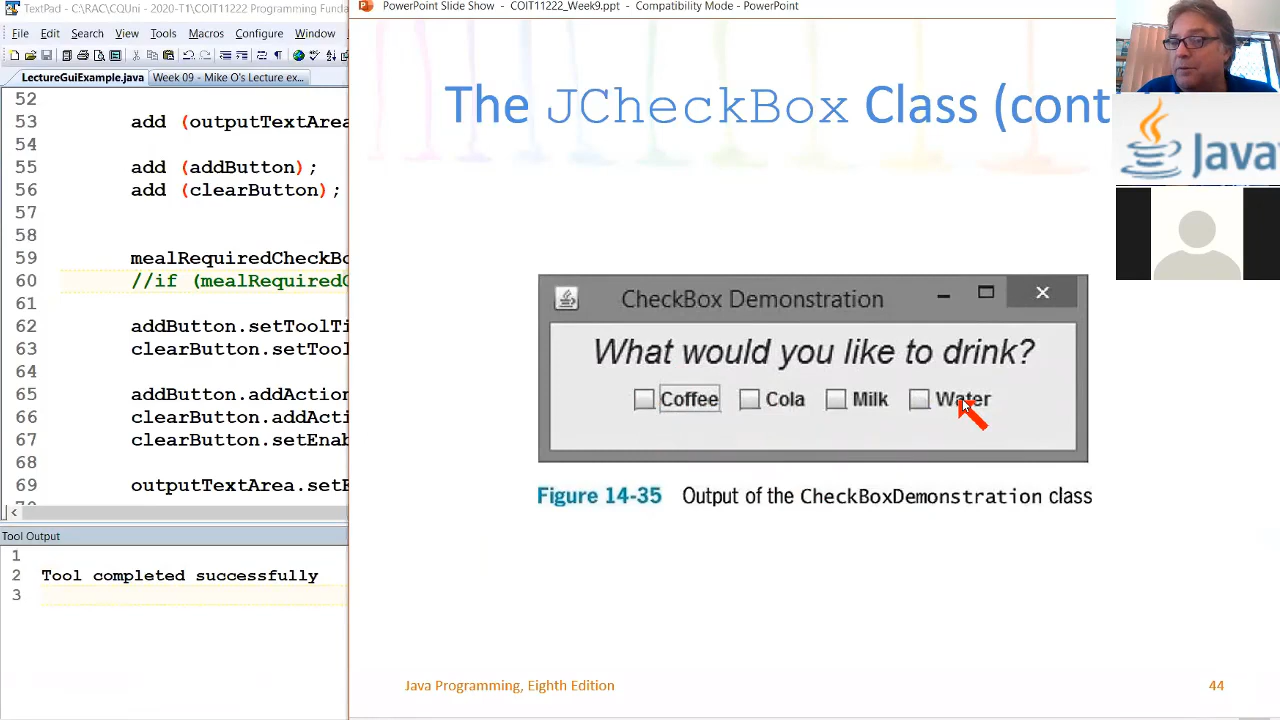 TextPad - C:\RAC\CQUni - 2020-T1\COIT11222 Programming Funda
File Edit Search View Tools Macros Configure Window
LectureGuiExample.java Week 09 - Mike O's Lecture ex...
52
53 add (outputTextArea
54
55 add (addButton);
56 add (clearButton);
57
58
59 mealRequiredCheckBo
60 //if (mealRequiredC
61
62 addButton.setToolTi
63 clearButton.setTool
64
65 addButton.addAction
66 clearButton.addActi
67 clearButton.setEnab
68
69 outputTextArea.setE
Tool Output
1
2 Tool completed successfully
3
PowerPoint Slide Show - COIT11222_Week9.ppt - Compatibility Mode - PowerPoint
The JCheckBox Class (cont
Java
CheckBox Demonstration
What would you like to drink?
Coffee Cola Milk Water
Figure 14-35 Output of the CheckBoxDemonstration class
Java Programming, Eighth Edition
44